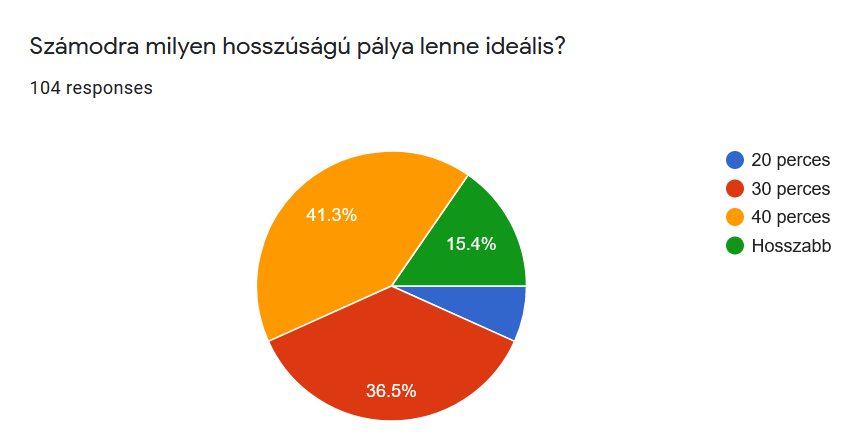 Számodra milyen hosszúságú pálya lenne ideális?
104 responses
20 perces
30 perces
40 perces
Hosszabb
41.3%
15.4%
36.5%